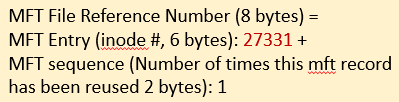 MFT File Reference Number (8 bytes) =
MFT Entry (inode #, 6 bytes): 27331 +
MFT sequence (Number of times this mft record
has been reused 2 bytes): 1